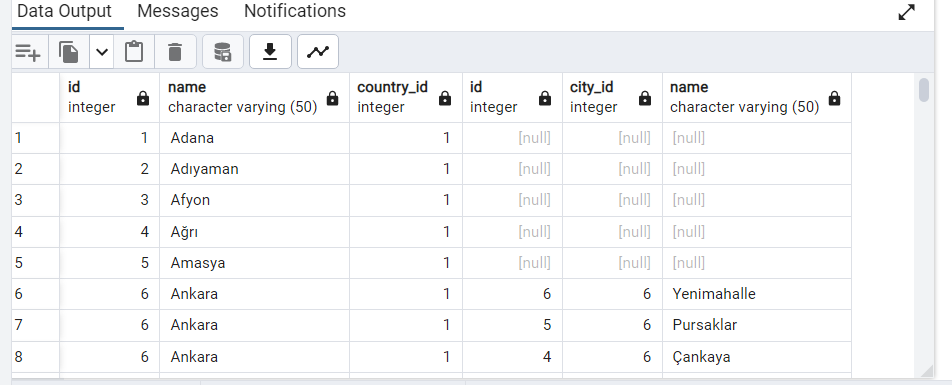 Data Output Messages Notifications
id name country_id id city_id name
integer character varying (50) integer integer integer character varying (50)
1 1 Adana 1 [null] [null] [null]
2 2 Adıyaman 1 [null] [null] [null]
3 3 Afyon 1 [null] [null] [null]
4 4 Ağrı 1 [null] [null] [null]
5 5 Amasya 1 [null] [null] [null]
6 6 Ankara 1 6 6 Yenimahalle
7 6 Ankara 1 5 6 Pursaklar
8 6 Ankara 1 4 6 Çankaya